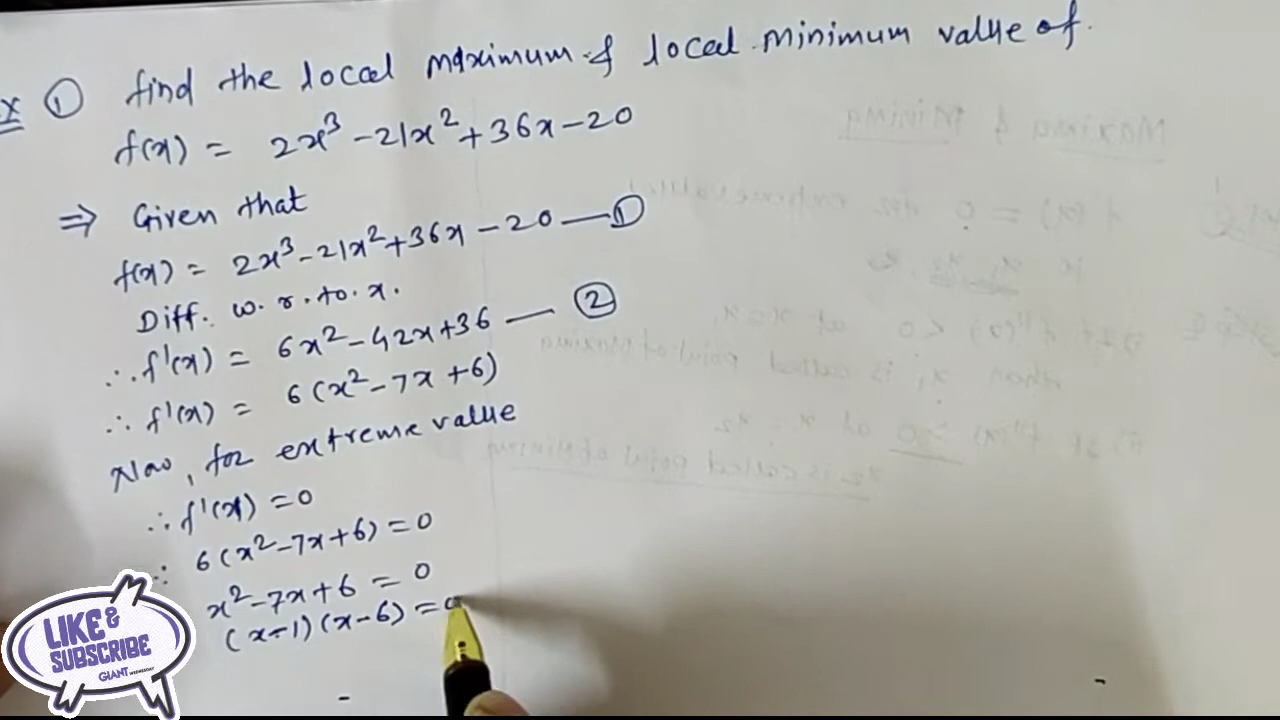 Ex ① find the local maximum & local minimum value of.
f(x) = 2x³ - 21x² + 36x - 20
⇒ Given that
f(x) = 2x³ - 21x² + 36x - 20 — ①
Diff. w.r.to.x.
∴ f'(x) = 6x² - 42x + 36 — ②
∴ f'(x) = 6(x² - 7x + 6)
Now, for extreme value
∴ f'(x) = 0
∴ 6(x² - 7x + 6) = 0
x² - 7x + 6 = 0
(x-1)(x-6) = 0
LIKE &
SUBSCRIBE
GIANT WEDNESDAY
Maxima & Minima